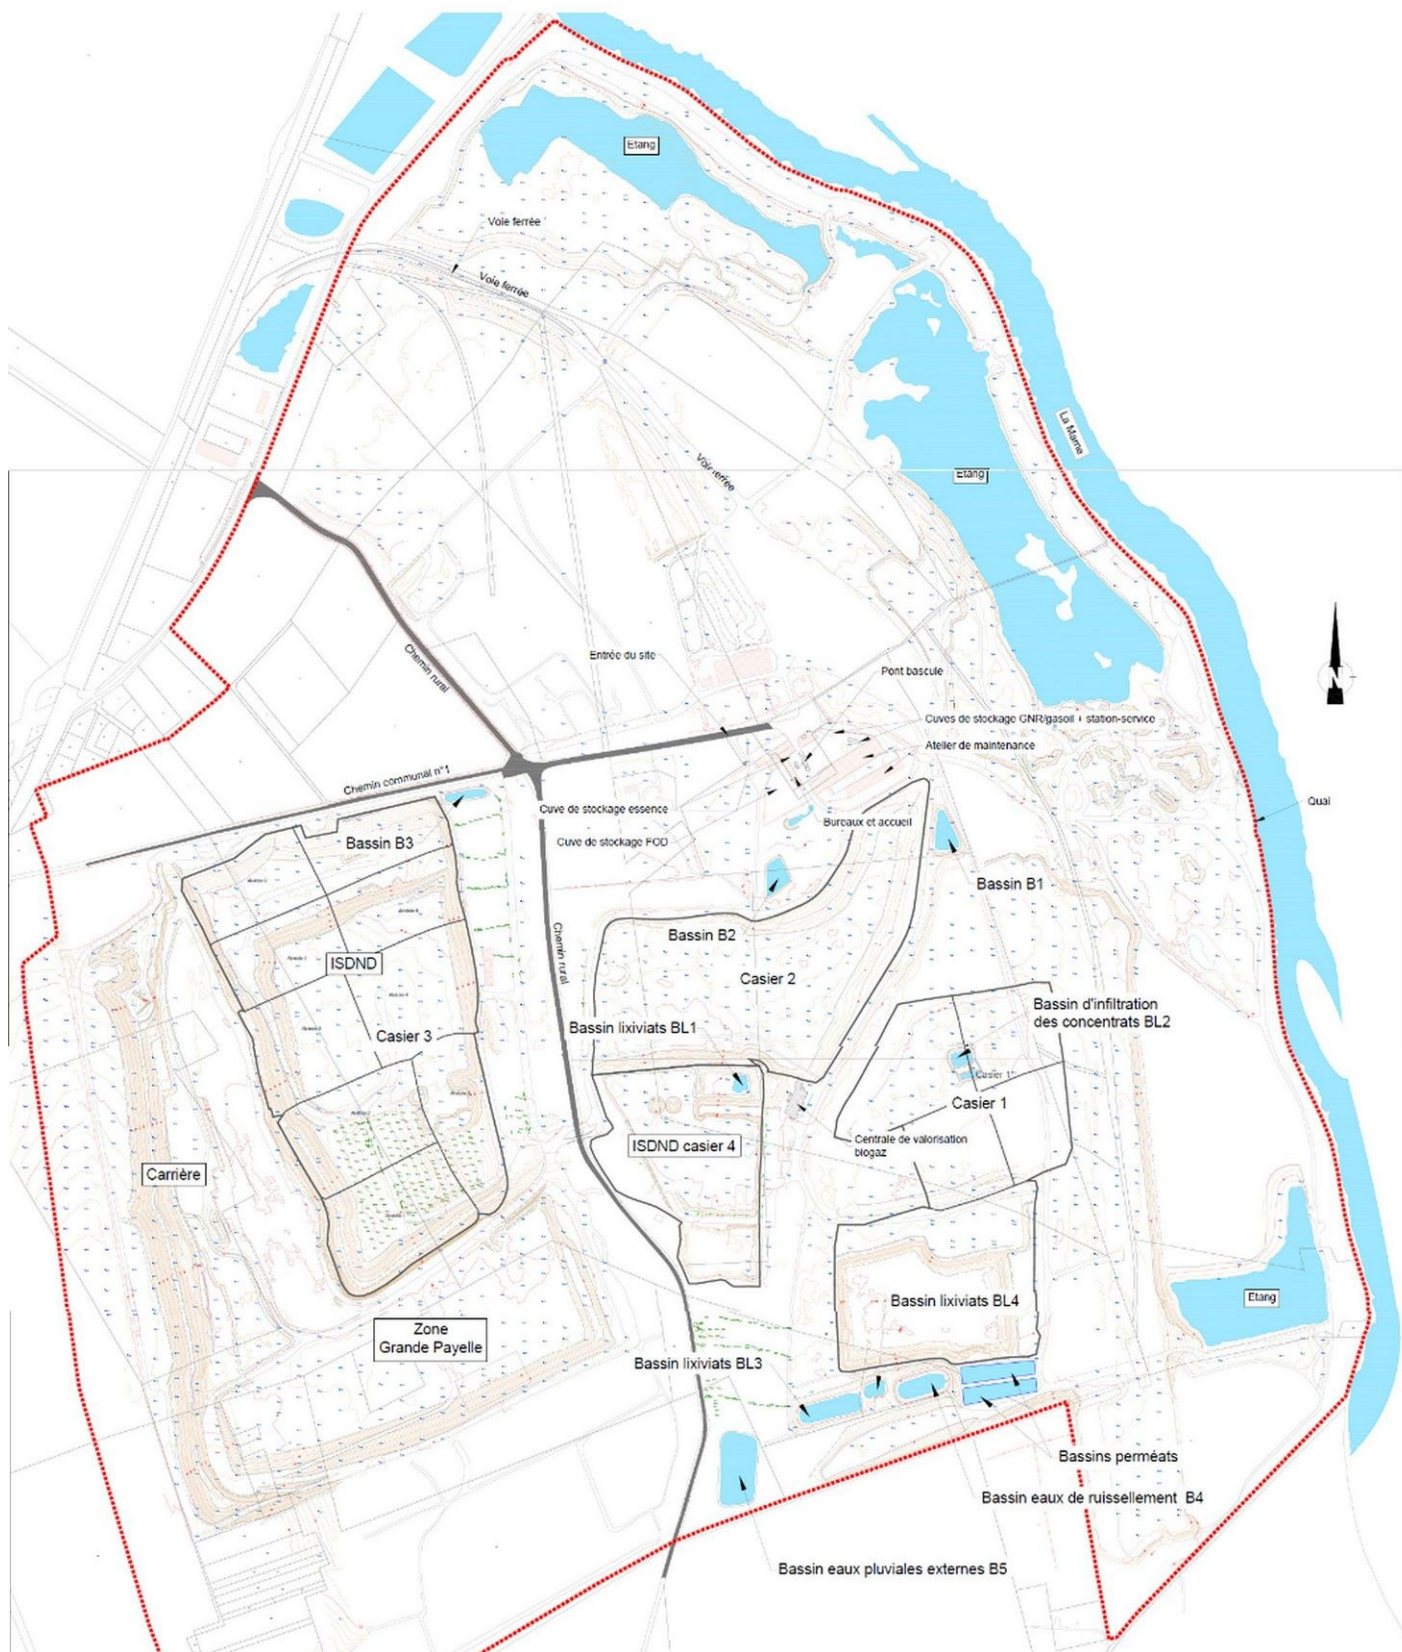 Etang
Voie ferrée
Voie ferrée
La Marne
Etang
Voie ferrée
Chemin rural
Entrée du site
Pont bascule
N
Cuves de stockage GNR/gasoil + station-service
Atelier de maintenance
Chemin communal n°1
Quai
Cuve de stockage essence
Bureaux et accueil
Cuve de stockage FOD
Bassin B3
Bassin B1
Bassin B2
Chemin rural
ISDND
Casier 2
Bassin d'infiltration
des concentrats BL2
Bassin lixiviats BL1
Casier 3
Casier 1
Casier 1
ISDND casier 4
Centrale de valorisation
biogaz
Carrière
Etang
Bassin lixiviats BL4
Zone
Grande Payelle
Bassin lixiviats BL3
Bassins perméats
Bassin eaux de ruissellement B4
Bassin eaux pluviales externes B5